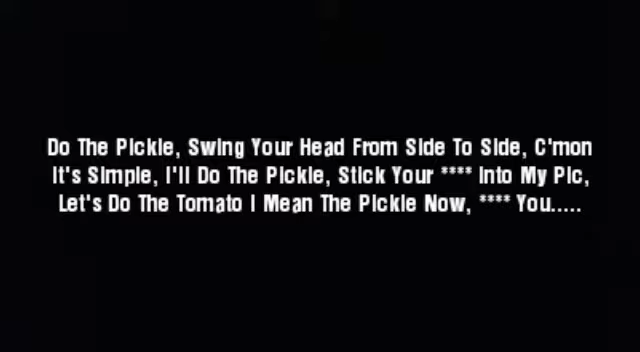 Do The Pickle, Swing Your Head From Side To Side, C'mon
It's Simple, I'll Do The Pickle, Stick Your **** Into My Pic,
Let's Do The Tomato I Mean The Pickle Now, **** You.....